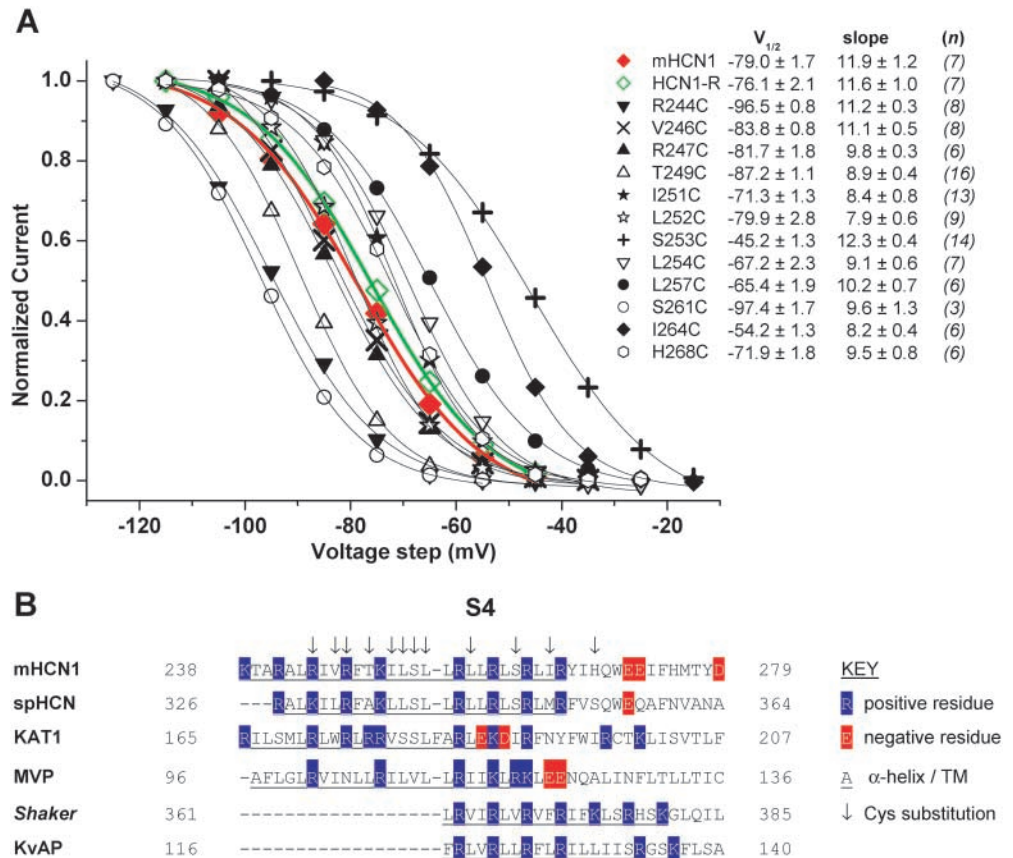 A
V1/2 slope (n)
mHCN1 -79.0 ± 1.7 11.9 ± 1.2 (7)
HCN1-R -76.1 ± 2.1 11.6 ± 1.0 (7)
R244C -96.5 ± 0.8 11.2 ± 0.3 (8)
V246C -83.8 ± 0.8 11.1 ± 0.5 (8)
R247C -81.7 ± 1.8 9.8 ± 0.3 (6)
T249C -87.2 ± 1.1 8.9 ± 0.4 (16)
I251C -71.3 ± 1.3 8.4 ± 0.8 (13)
L252C -79.9 ± 2.8 7.9 ± 0.6 (9)
S253C -45.2 ± 1.3 12.3 ± 0.4 (14)
L254C -67.2 ± 2.3 9.1 ± 0.6 (7)
L257C -65.4 ± 1.9 10.2 ± 0.7 (6)
S261C -97.4 ± 1.7 9.6 ± 1.3 (3)
I264C -54.2 ± 1.3 8.2 ± 0.4 (6)
H268C -71.9 ± 1.8 9.5 ± 0.8 (6)
Normalized Current
1.0
0.8
0.6
0.4
0.2
0.0
-120 -100 -80 -60 -40 -20
Voltage step (mV)
B
S4
mHCN1 238 KTARALRIVRFTKILSL-LRLLRLSRLIRYIHQWEEIFHMTYD 279
spHCN 326 ---RALKILRFAKLLSL-LRLLRLSRLMRFVSQWEQAFNVANA 364
KAT1 165 RILSMLRLWRLRRVSSLFARLEKDIRFNYFWIRCTKLISVTLF 207
MVP 96 -AFLGLRVINLLRILVL-LRIIKLRKLEENQALINFLTLLTIC 136
Shaker 361 ------------------LRVIRLVRVFRIFKLSRHSKGLQIL 385
KvAP 116 ------------------FRLVRLLRFLRILLIISRGSKFLSA 140
KEY
R positive residue
E negative residue
A α-helix / TM
↓ Cys substitution